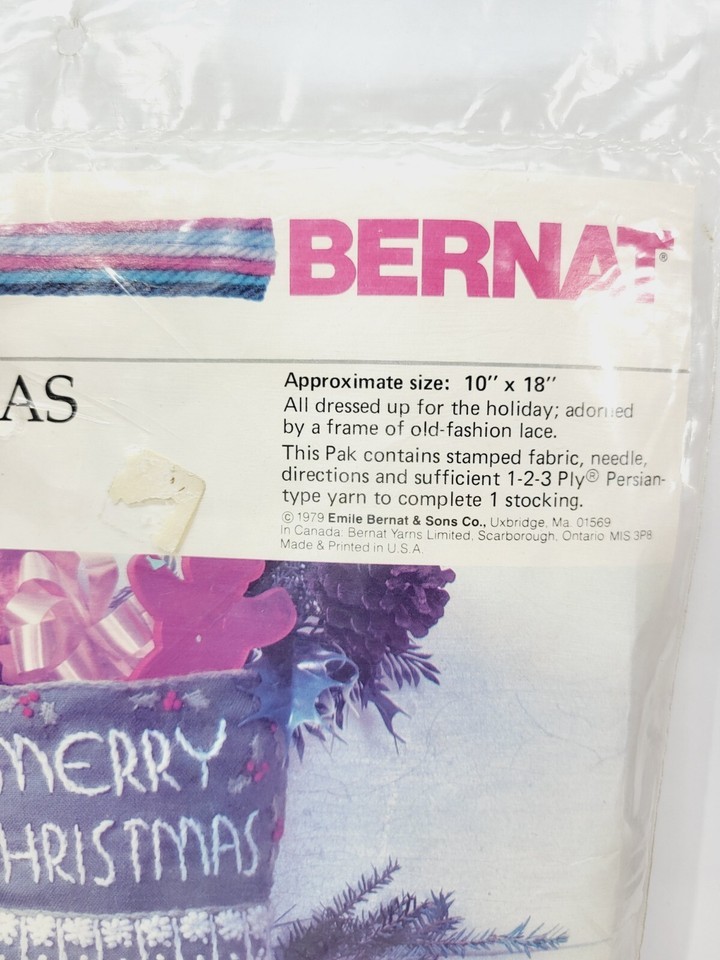 BERNAT®
AS
Approximate size: 10" x 18"
All dressed up for the holiday; adorned
by a frame of old-fashion lace.
This Pak contains stamped fabric, needle,
directions and sufficient 1-2-3 Ply® Persian-
type yarn to complete 1 stocking.
© 1979 Emile Bernat & Sons Co., Uxbridge, Ma. 01569
In Canada: Bernat Yarns Limited, Scarborough, Ontario MIS 3P8
Made & Printed in U.S.A.
MERRY
HRISTMAS